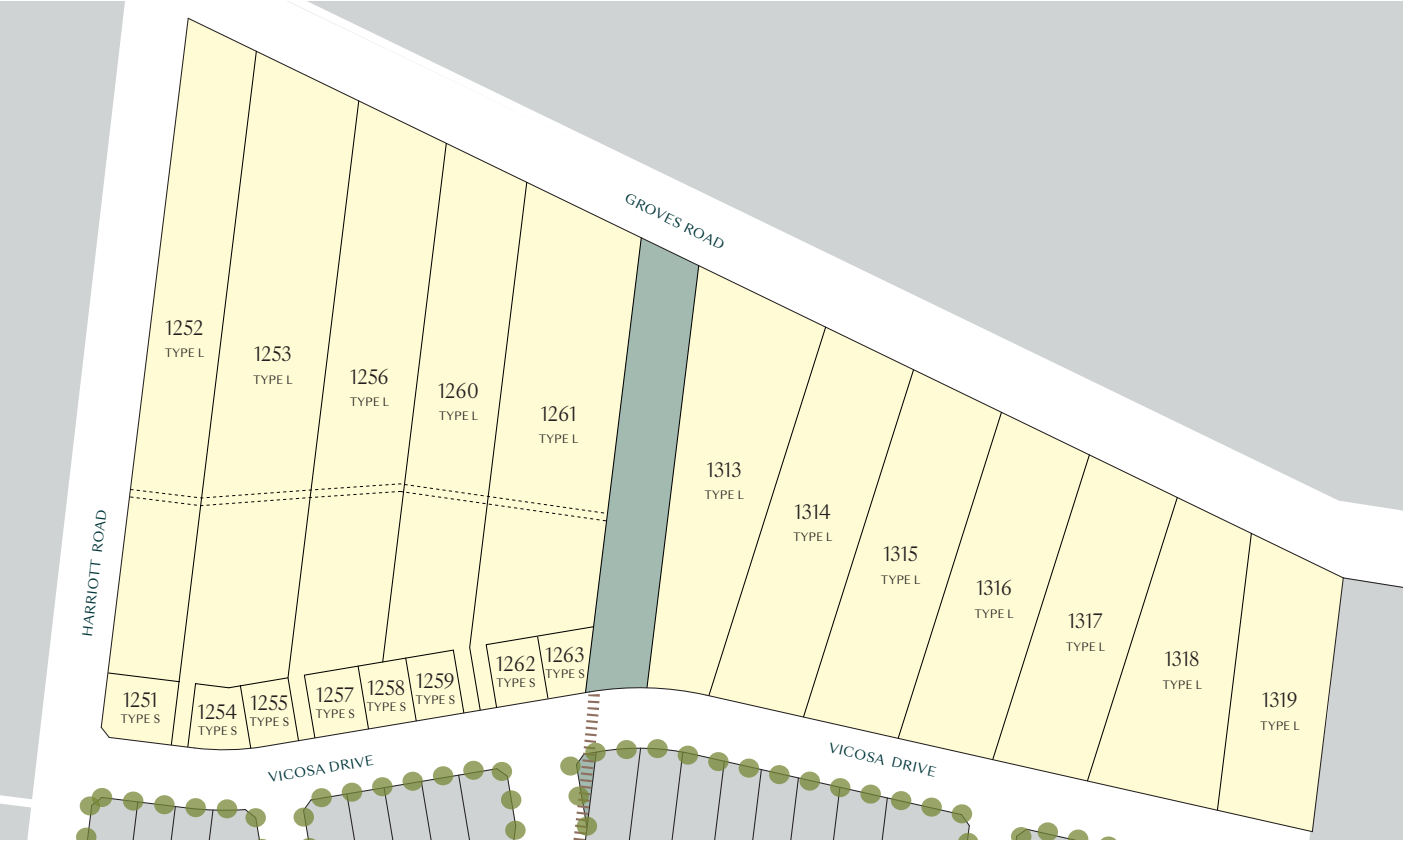 GROVES ROAD
1252
TYPE L
1253
TYPE L
1256
TYPE L
1260
TYPE L
1261
TYPE L
1313
TYPE L
1314
TYPE L
1315
TYPE L
1316
TYPE L
1317
TYPE L
1318
TYPE L
1319
TYPE L
HARRIOTT ROAD
1251
TYPE S
1254
TYPE S
1255
TYPE S
1257
TYPE S
1258
TYPE S
1259
TYPE S
1262
TYPE S
1263
TYPE S
VICOSA DRIVE
VICOSA DRIVE